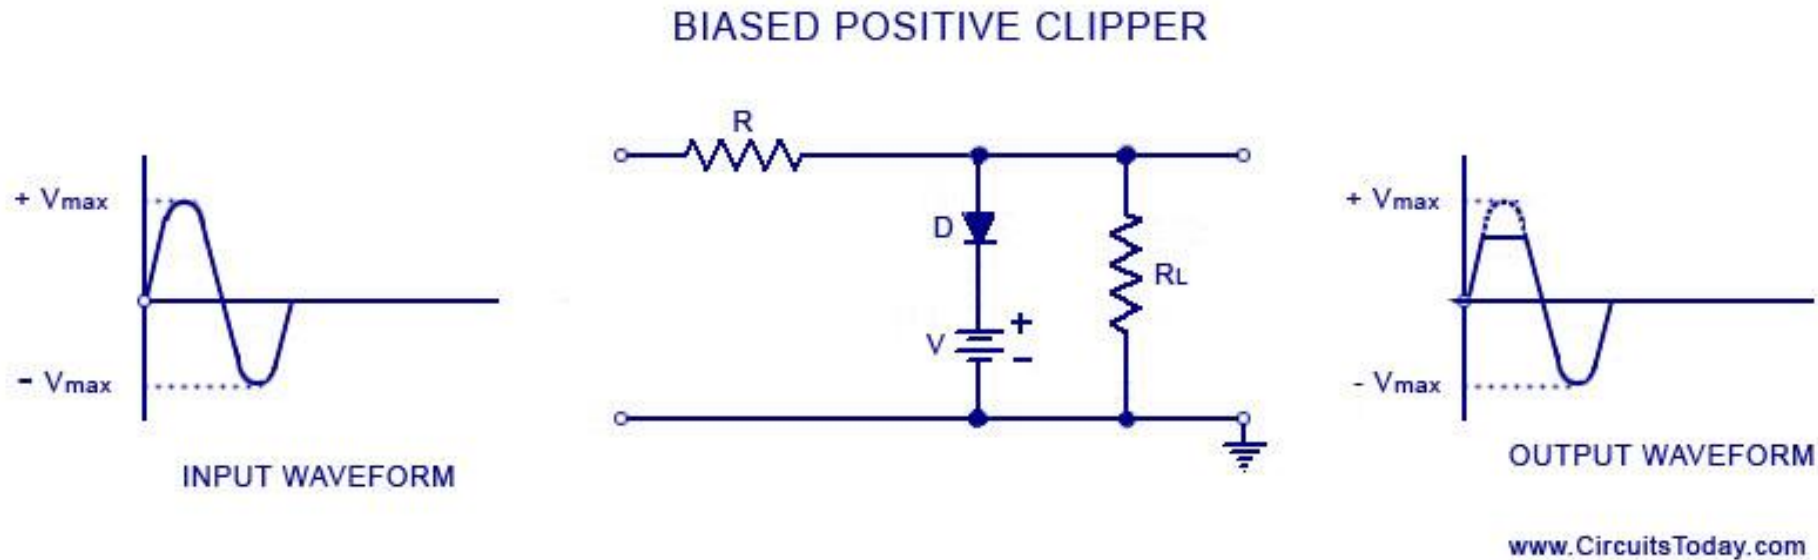 BIASED POSITIVE CLIPPER
R
+ Vmax
- Vmax
INPUT WAVEFORM
D
V
+
-
RL
+ Vmax
- Vmax
OUTPUT WAVEFORM
www.CircuitsToday.com